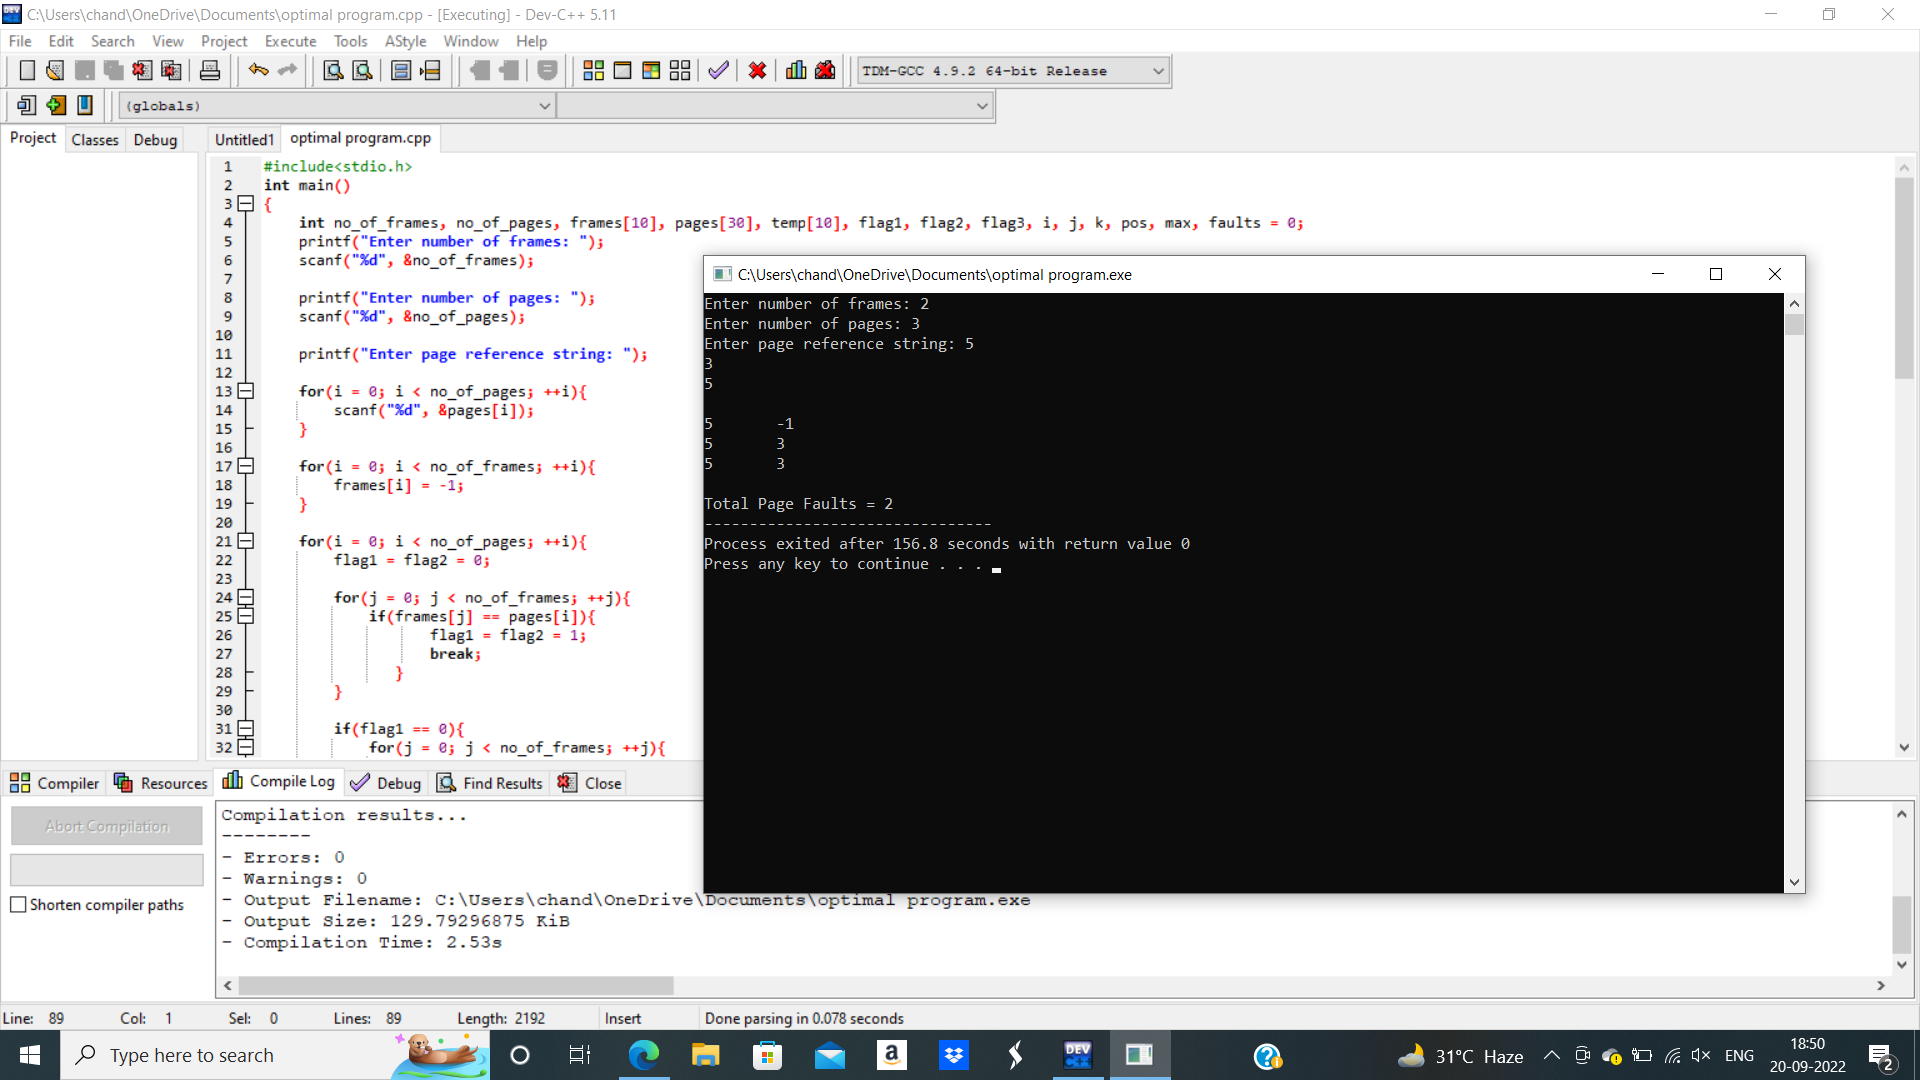 C:\Users\chand\OneDrive\Documents\optimal program.cpp - [Executing] - Dev-C++ 5.11
File Edit Search View Project Execute Tools AStyle Window Help
TDM-GCC 4.9.2 64-bit Release
(globals)
Project Classes Debug
Untitled1 optimal program.cpp
1 #include<stdio.h>
2 int main()
3 {
4 int no_of_frames, no_of_pages, frames[10], pages[30], temp[10], flag1, flag2, flag3, i, j, k, pos, max, faults = 0;
5 printf("Enter number of frames: ");
6 scanf("%d", &no_of_frames);
7
8 printf("Enter number of pages: ");
9 scanf("%d", &no_of_pages);
10
11 printf("Enter page reference string: ");
12
13 for(i = 0; i < no_of_pages; ++i){
14 scanf("%d", &pages[i]);
15 }
16
17 for(i = 0; i < no_of_frames; ++i){
18 frames[i] = -1;
19 }
20
21 for(i = 0; i < no_of_pages; ++i){
22 flag1 = flag2 = 0;
23
24 for(j = 0; j < no_of_frames; ++j){
25 if(frames[j] == pages[i]){
26 flag1 = flag2 = 1;
27 break;
28 }
29 }
30
31 if(flag1 == 0){
32 for(j = 0; j < no_of_frames; ++j){
C:\Users\chand\OneDrive\Documents\optimal program.exe
Enter number of frames: 2
Enter number of pages: 3
Enter page reference string: 5
3
5
5 -1
5 3
5 3
Total Page Faults = 2
--------------------------------
Process exited after 156.8 seconds with return value 0
Press any key to continue . . .
Compiler Resources Compile Log Debug Find Results Close
Abort Compilation
Shorten compiler paths
Compilation results...
--------
- Errors: 0
- Warnings: 0
- Output Filename: C:\Users\chand\OneDrive\Documents\optimal program.exe
- Output Size: 129.79296875 KiB
- Compilation Time: 2.53s
Line: 89 Col: 1 Sel: 0 Lines: 89 Length: 2192 Insert Done parsing in 0.078 seconds
Type here to search
DEV
31°C Haze
ENG
18:50
20-09-2022
2